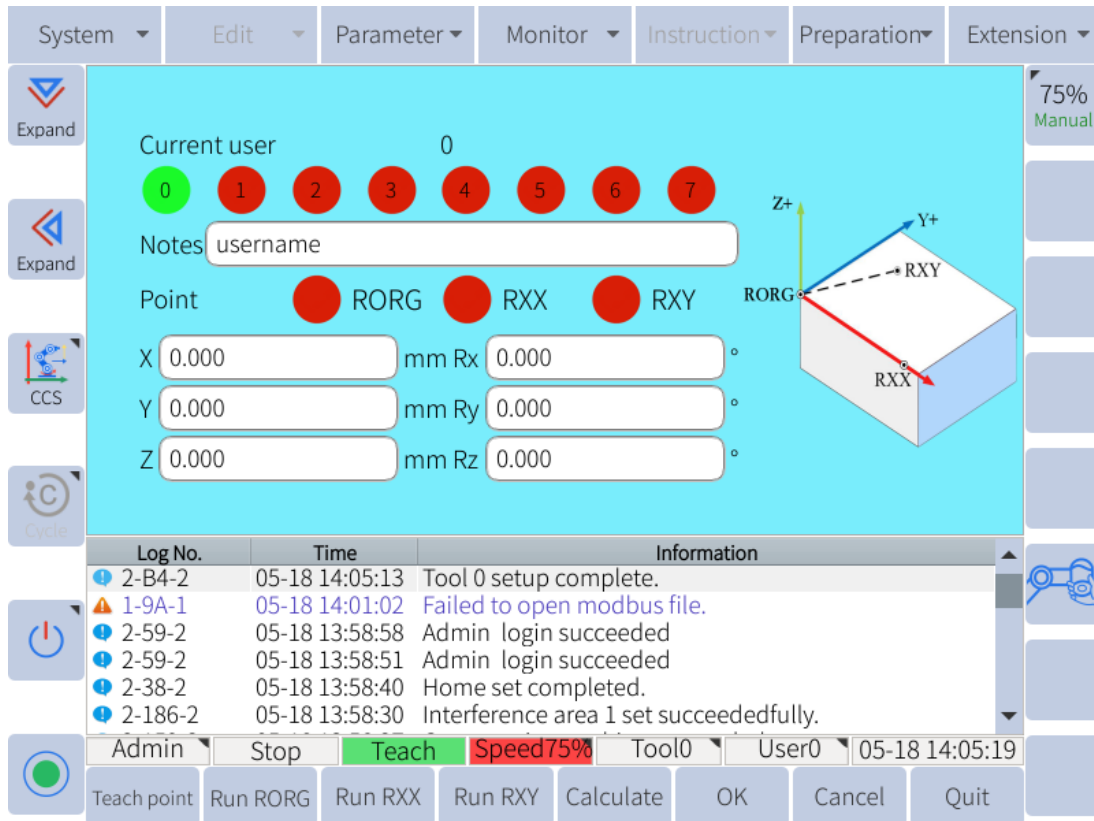 System Edit Parameter Monitor Instruction Preparation Extension
Expand
75%
Manual
Current user 0
0 1 2 3 4 5 6 7
Notes username
Expand
Point RORG RXX RXY
X 0.000 mm Rx 0.000 °
Y 0.000 mm Ry 0.000 °
Z 0.000 mm Rz 0.000 °
Z+
Y+
RXY
RORG
RXX
CCS
C
Cycle
Log No. Time Information
2-B4-2 05-18 14:05:13 Tool 0 setup complete.
1-9A-1 05-18 14:01:02 Failed to open modbus file.
2-59-2 05-18 13:58:58 Admin login succeeded
2-59-2 05-18 13:58:51 Admin login succeeded
2-38-2 05-18 13:58:40 Home set completed.
2-186-2 05-18 13:58:30 Interference area 1 set succeededfully.
Admin Stop Teach Speed75% Tool0 User0 05-18 14:05:19
Teach point Run RORG Run RXX Run RXY Calculate OK Cancel Quit